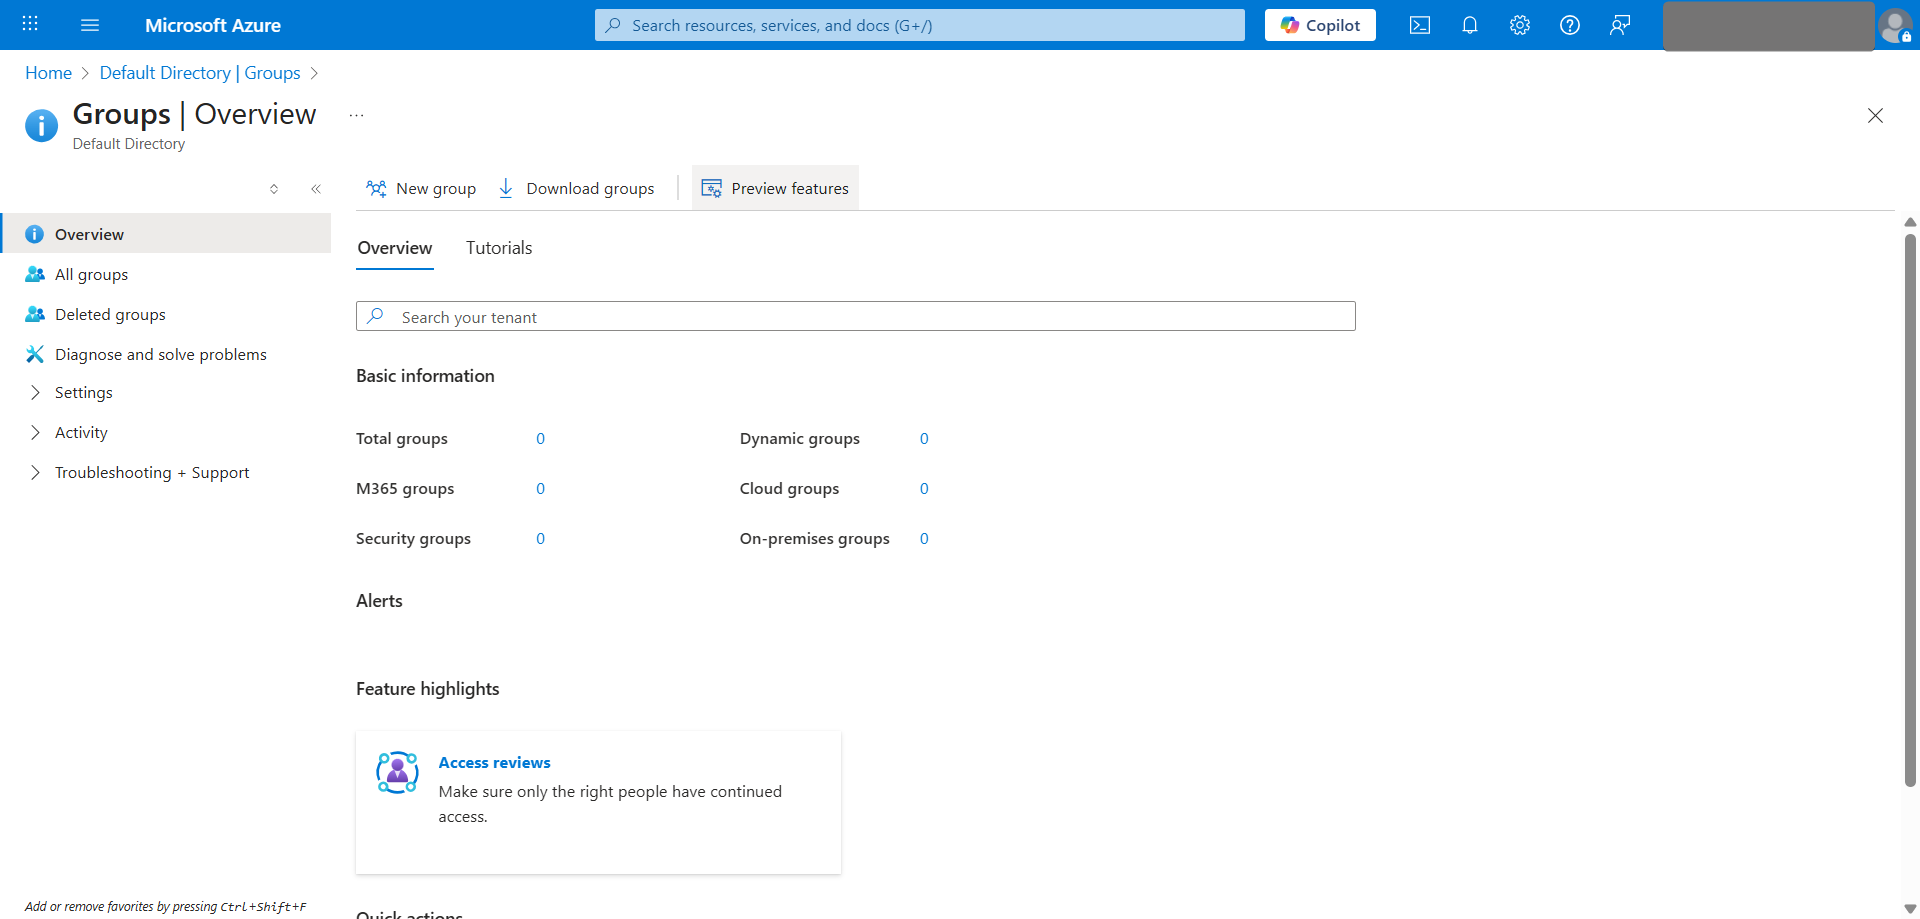 Microsoft Azure
Search resources, services, and docs (G+/)
Copilot
Home > Default Directory | Groups >
Groups | Overview ...
Default Directory
New group
Download groups
Preview features
Overview
All groups
Deleted groups
Diagnose and solve problems
Settings
Activity
Troubleshooting + Support
Add or remove favorites by pressing Ctrl+Shift+F
Overview
Tutorials
Search your tenant
Basic information
Total groups 0
Dynamic groups 0
M365 groups 0
Cloud groups 0
Security groups 0
On-premises groups 0
Alerts
Feature highlights
Access reviews
Make sure only the right people have continued
access.
Quick actions